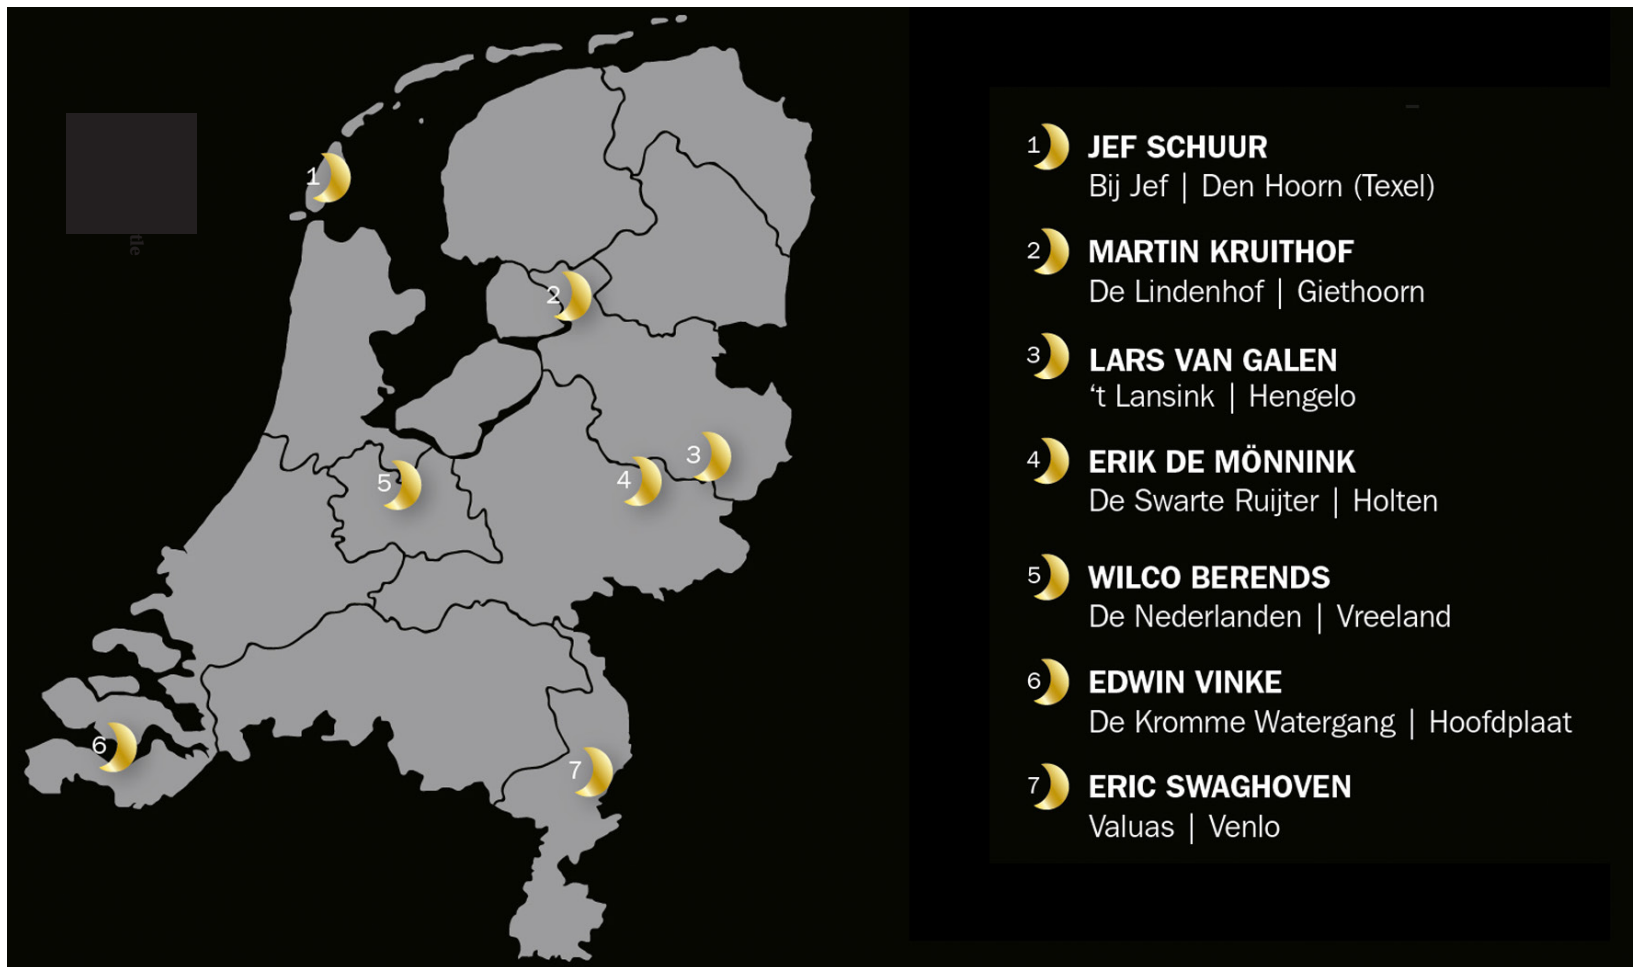 1
2
3
4
5
6
7
1 JEF SCHUUR
Bij Jef | Den Hoorn (Texel)
2 MARTIN KRUITHOF
De Lindenhof | Giethoorn
3 LARS VAN GALEN
‘t Lansink | Hengelo
4 ERIK DE MÖNNINK
De Swarte Ruijter | Holten
5 WILCO BERENDS
De Nederlanden | Vreeland
6 EDWIN VINKE
De Kromme Watergang | Hoofdplaat
7 ERIC SWAGHOVEN
Valuas | Venlo